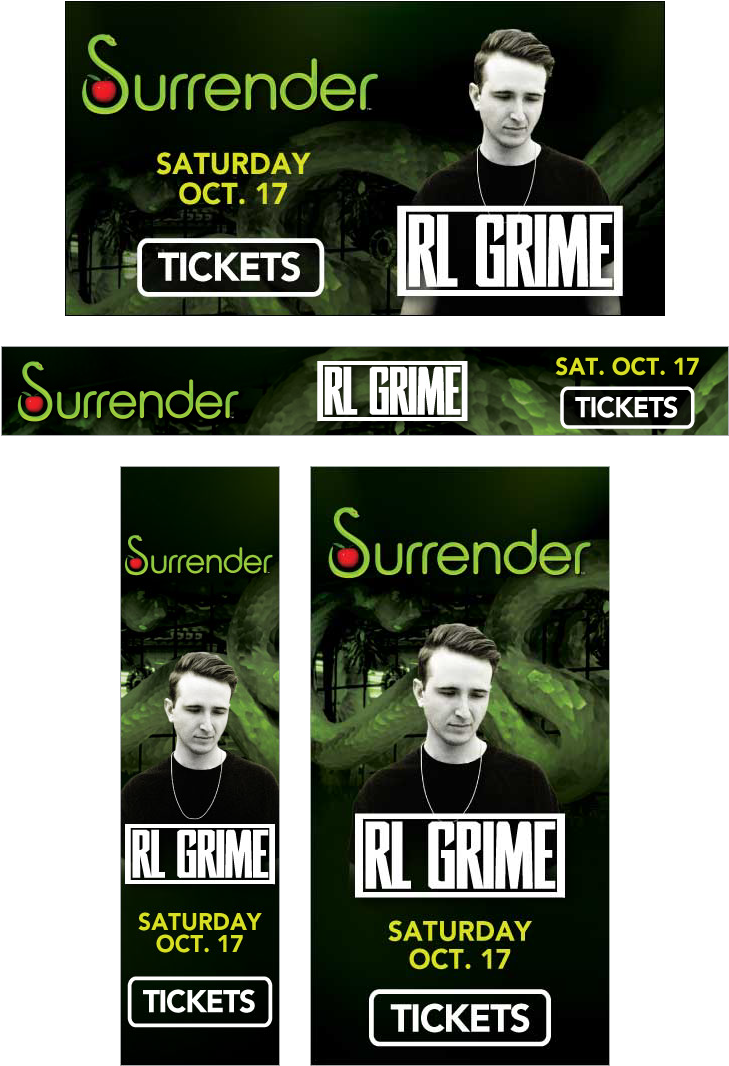 Surrender
SATURDAY
OCT. 17
TICKETS
RL GRIME
Surrender
RL GRIME
SAT. OCT. 17
TICKETS
Surrender
RL GRIME
SATURDAY
OCT. 17
TICKETS
Surrender
RL GRIME
SATURDAY
OCT. 17
TICKETS